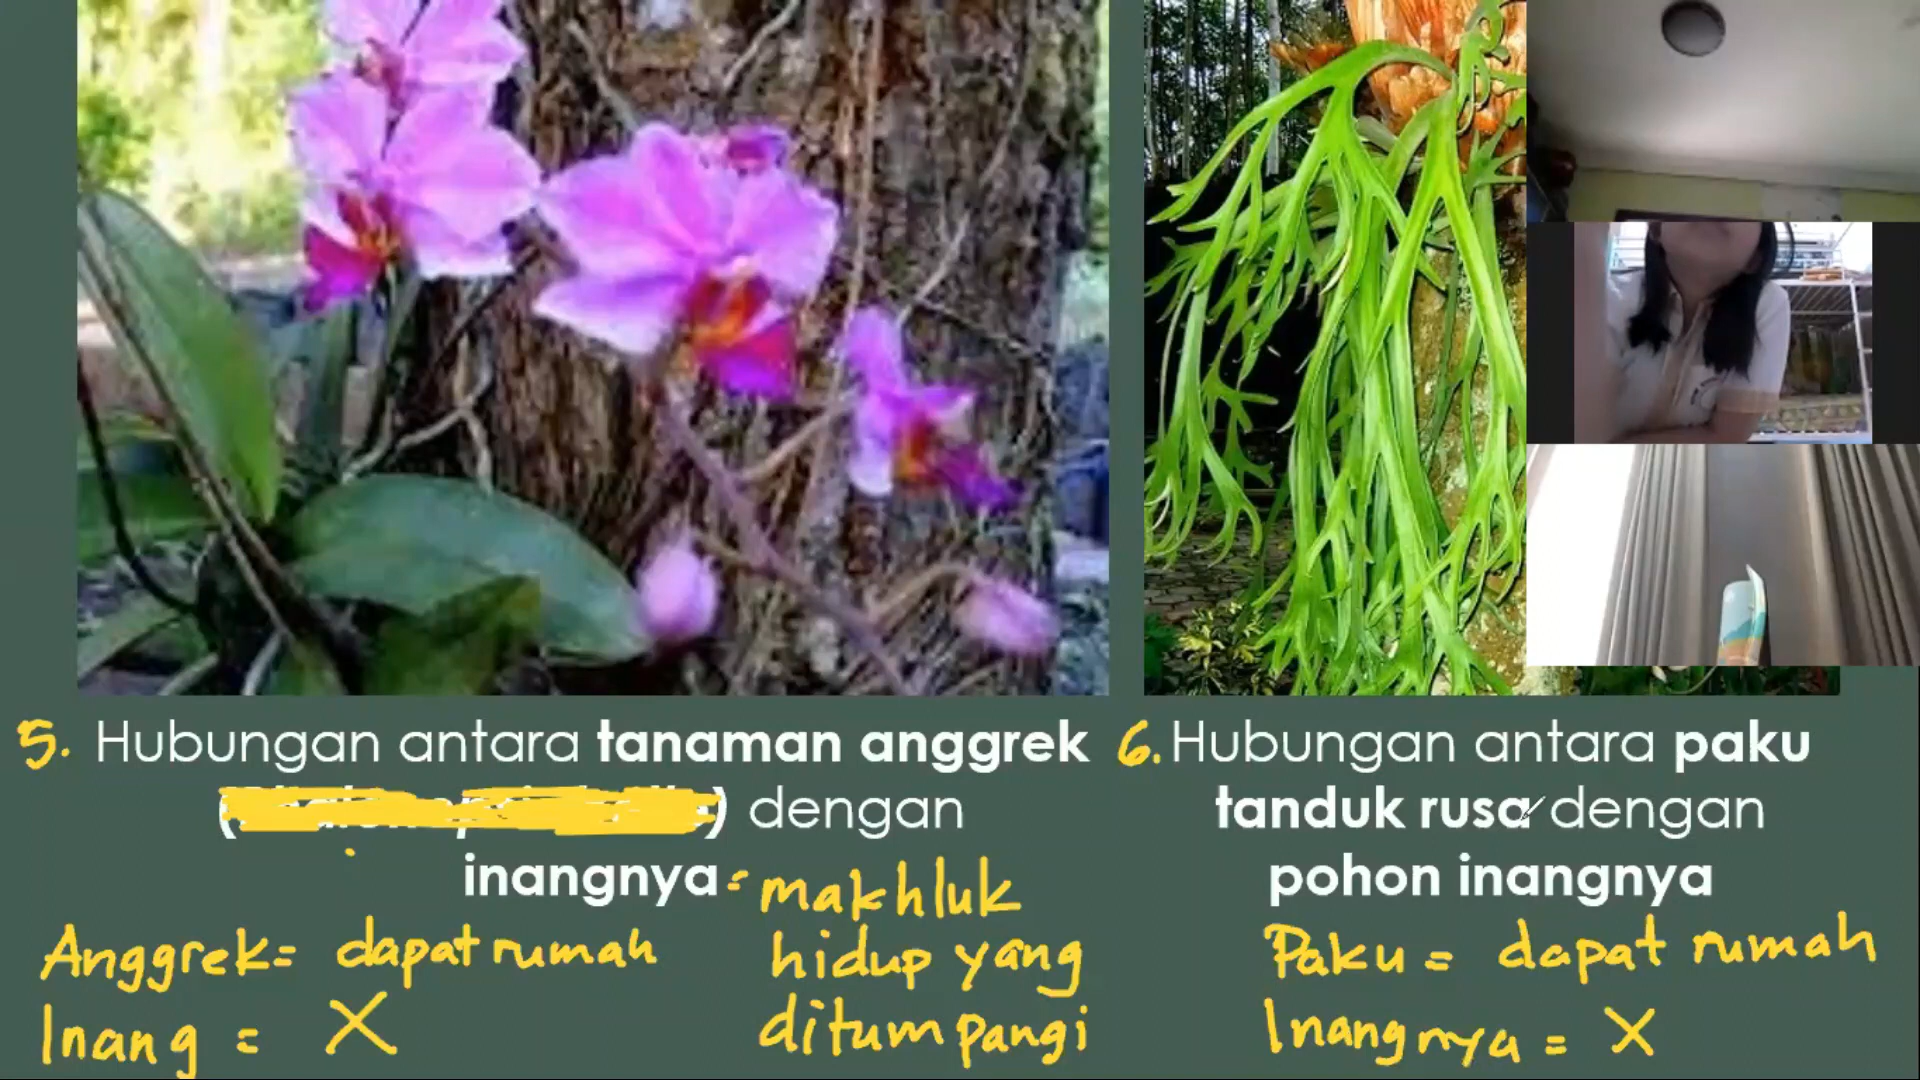 5. Hubungan antara tanaman anggrek
() dengan
inangnya = makhluk
hidup yang
ditumpangi
Anggrek = dapat rumah
Inang = X
6. Hubungan antara paku
tanduk rusa dengan
pohon inangnya
Paku = dapat rumah
Inangnya = X